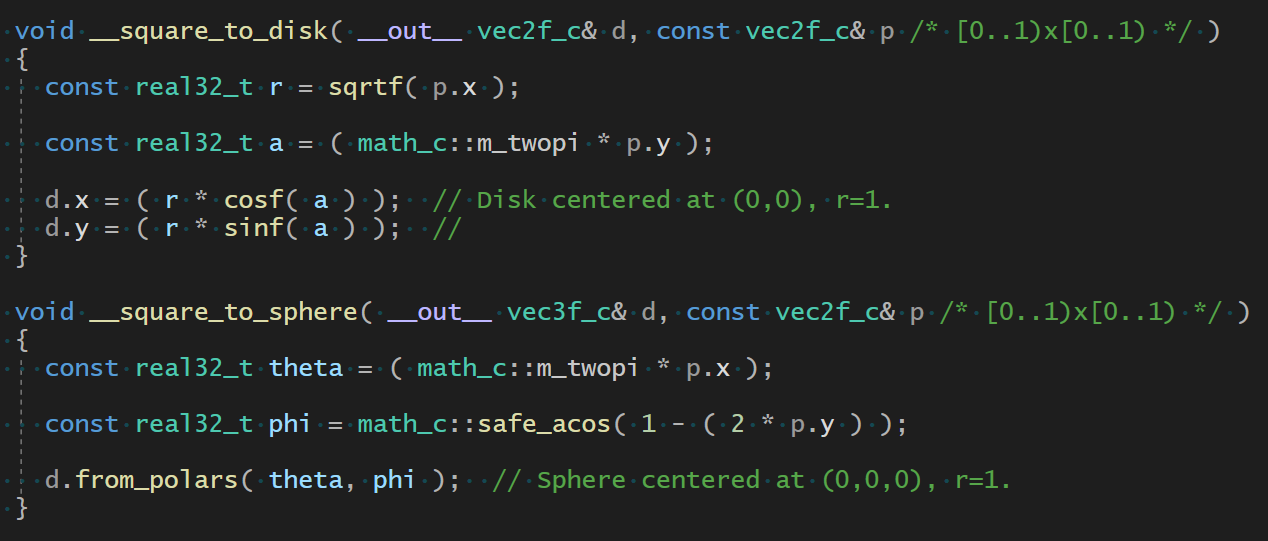 void __square_to_disk( __out__ vec2f_c& d, const vec2f_c& p /* [0..1)x[0..1) */ )
{
const real32_t r = sqrtf( p.x );
const real32_t a = ( math_c::m_twopi * p.y );
d.x = ( r * cosf( a ) ); // Disk centered at (0,0), r=1.
d.y = ( r * sinf( a ) ); //
}
void __square_to_sphere( __out__ vec3f_c& d, const vec2f_c& p /* [0..1)x[0..1) */ )
{
const real32_t theta = ( math_c::m_twopi * p.x );
const real32_t phi = math_c::safe_acos( 1 - ( 2 * p.y ) );
d.from_polars( theta, phi ); // Sphere centered at (0,0,0), r=1.
}